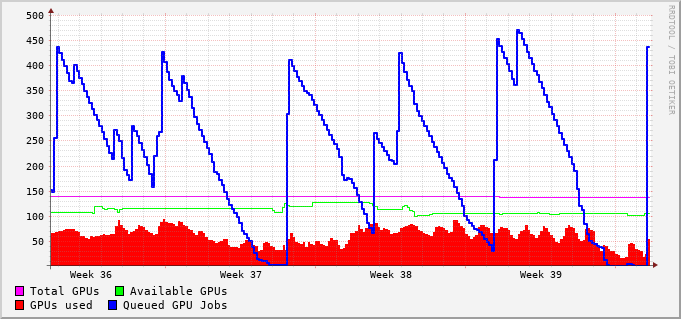 500
450
400
350
300
250
200
150
100
50
Week 36 Week 37 Week 38 Week 39
Total GPUs Available GPUs
GPUs used Queued GPU Jobs
RRDTOOL / TOBI OETIKER